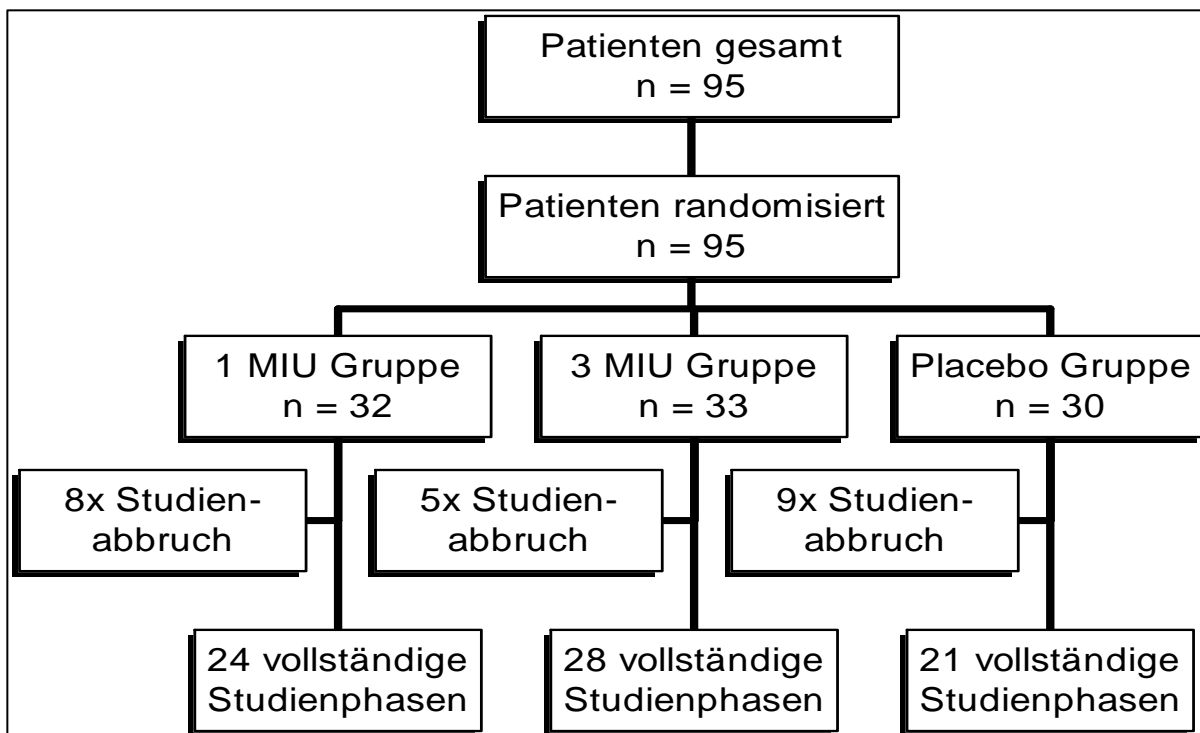 Patienten gesamt
n = 95
Patienten randomisiert
n = 95
1 MIU Gruppe
n = 32
3 MIU Gruppe
n = 33
Placebo Gruppe
n = 30
8x Studien-
abbruch
5x Studien-
abbruch
9x Studien-
abbruch
24 vollständige
Studienphasen
28 vollständige
Studienphasen
21 vollständige
Studienphasen